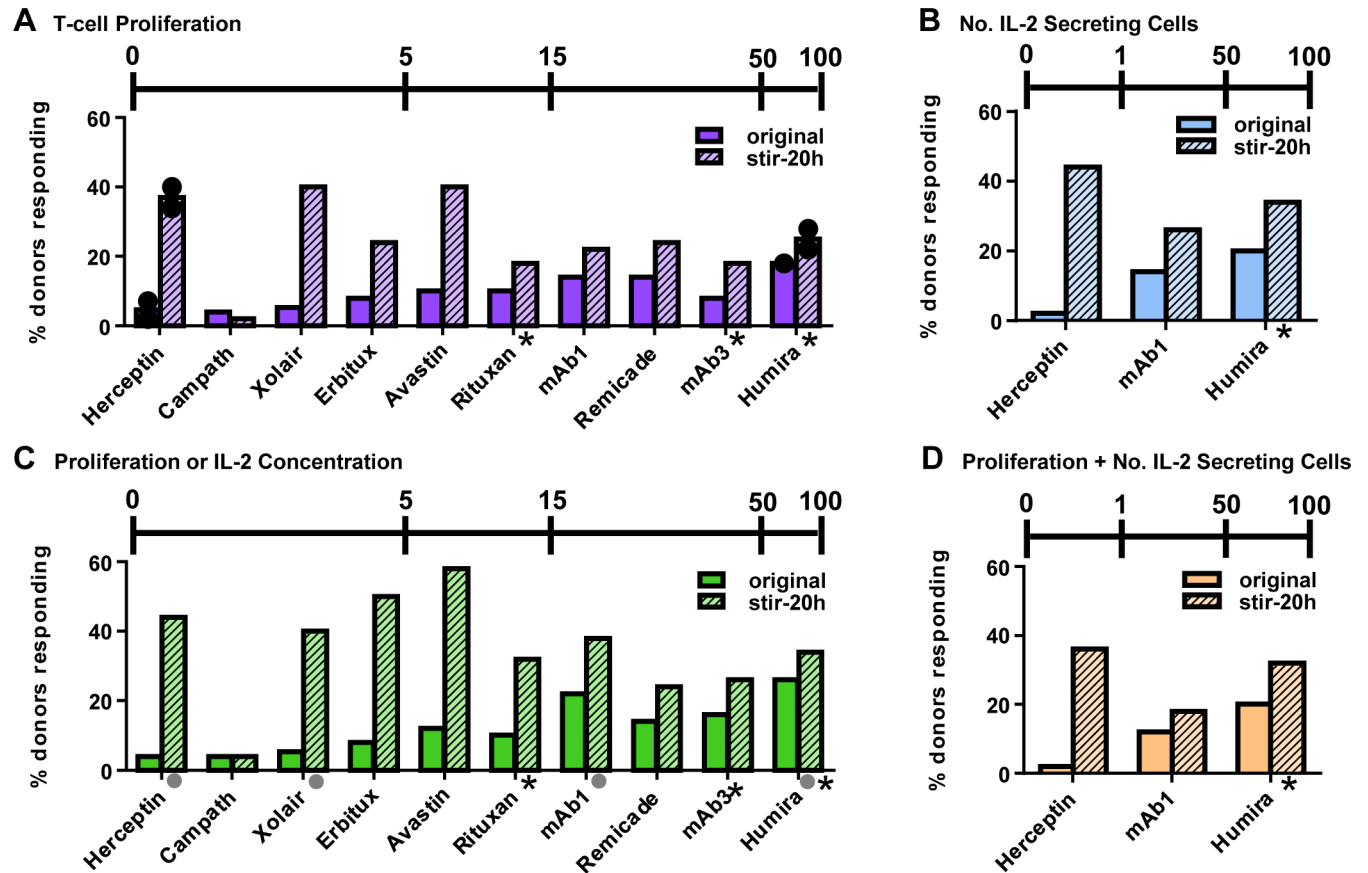 A T-cell Proliferation
0 5 15 50 100
% donors responding
60
40
20
0
original
stir-20h
Herceptin
Campath
Xolair
Erbitux
Avastin
Rituxan *
mAb1
Remicade
mAb3 *
Humira *
B No. IL-2 Secreting Cells
0 1 50 100
% donors responding
60
40
20
0
original
stir-20h
Herceptin
mAb1
Humira *
C Proliferation or IL-2 Concentration
0 5 15 50 100
% donors responding
60
40
20
0
original
stir-20h
Herceptin
Campath
Xolair
Erbitux
Avastin
Rituxan *
mAb1
Remicade
mAb3 *
Humira *
D Proliferation + No. IL-2 Secreting Cells
0 1 50 100
% donors responding
60
40
20
0
original
stir-20h
Herceptin
mAb1
Humira *